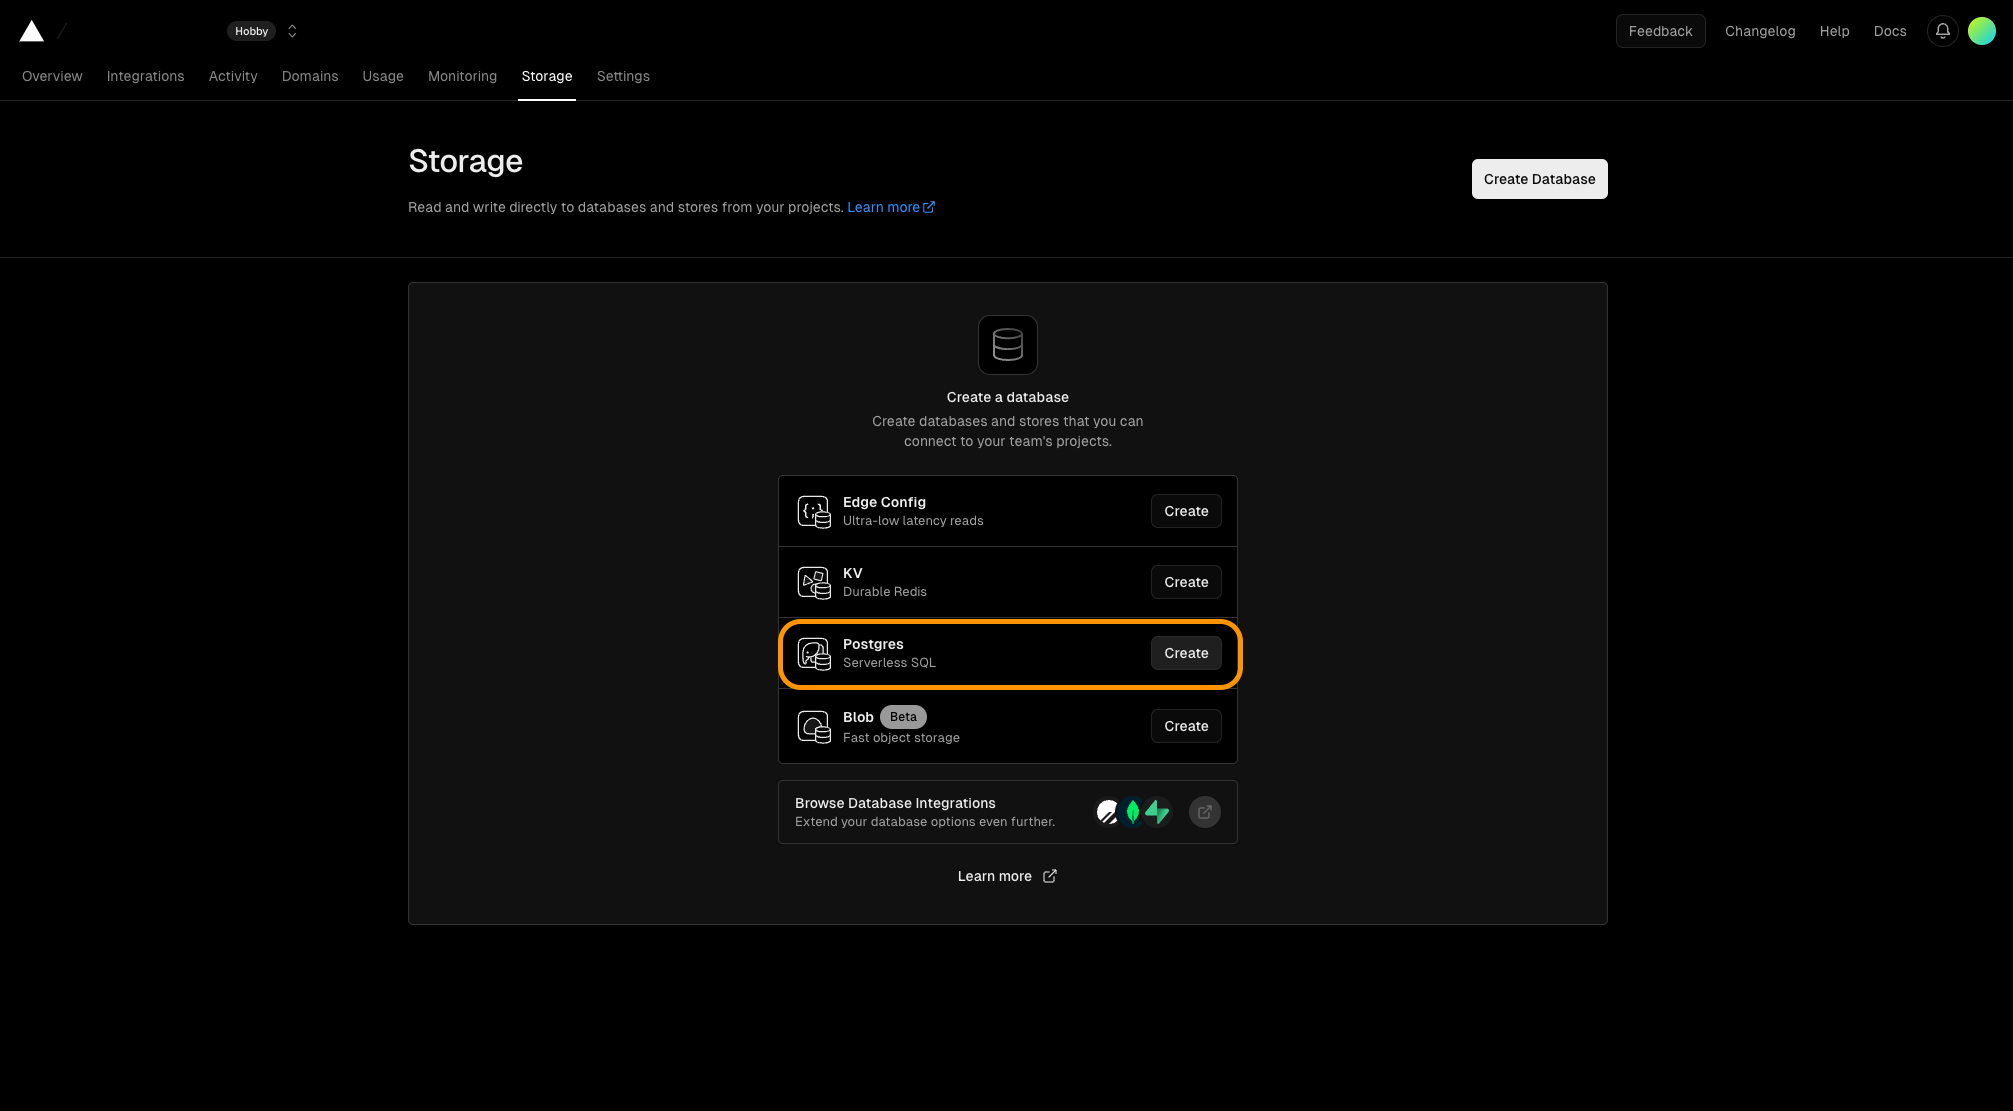 Hobby
Feedback
Changelog
Help
Docs
Overview
Integrations
Activity
Domains
Usage
Monitoring
Storage
Settings
Storage
Read and write directly to databases and stores from your projects. Learn more
Create Database
Create a database
Create databases and stores that you can
connect to your team's projects.
Edge Config
Ultra-low latency reads
Create
KV
Durable Redis
Create
Postgres
Serverless SQL
Create
Blob Beta
Fast object storage
Create
Browse Database Integrations
Extend your database options even further.
Learn more